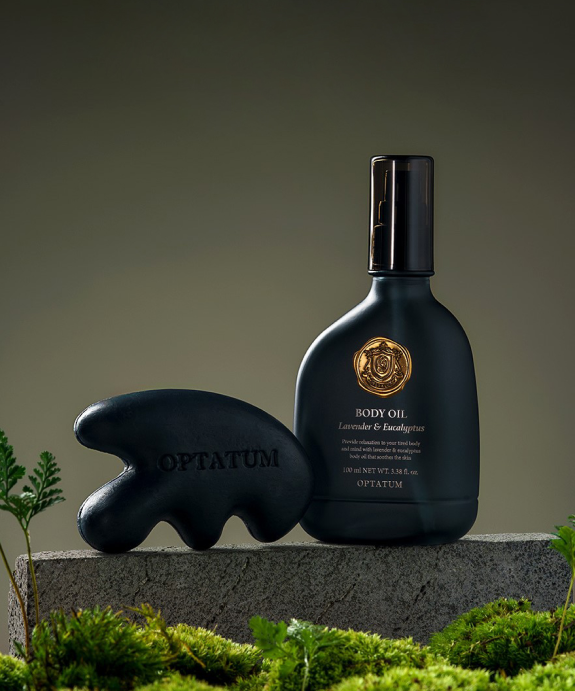 OPTATUM
BODY OIL
Lavender & Eucalyptus
Provide relaxation to your tired body
and mind with lavender & eucalyptus
body oil that soothes the skin
100 ml NET WT. 3.38 fl. oz.
OPTATUM